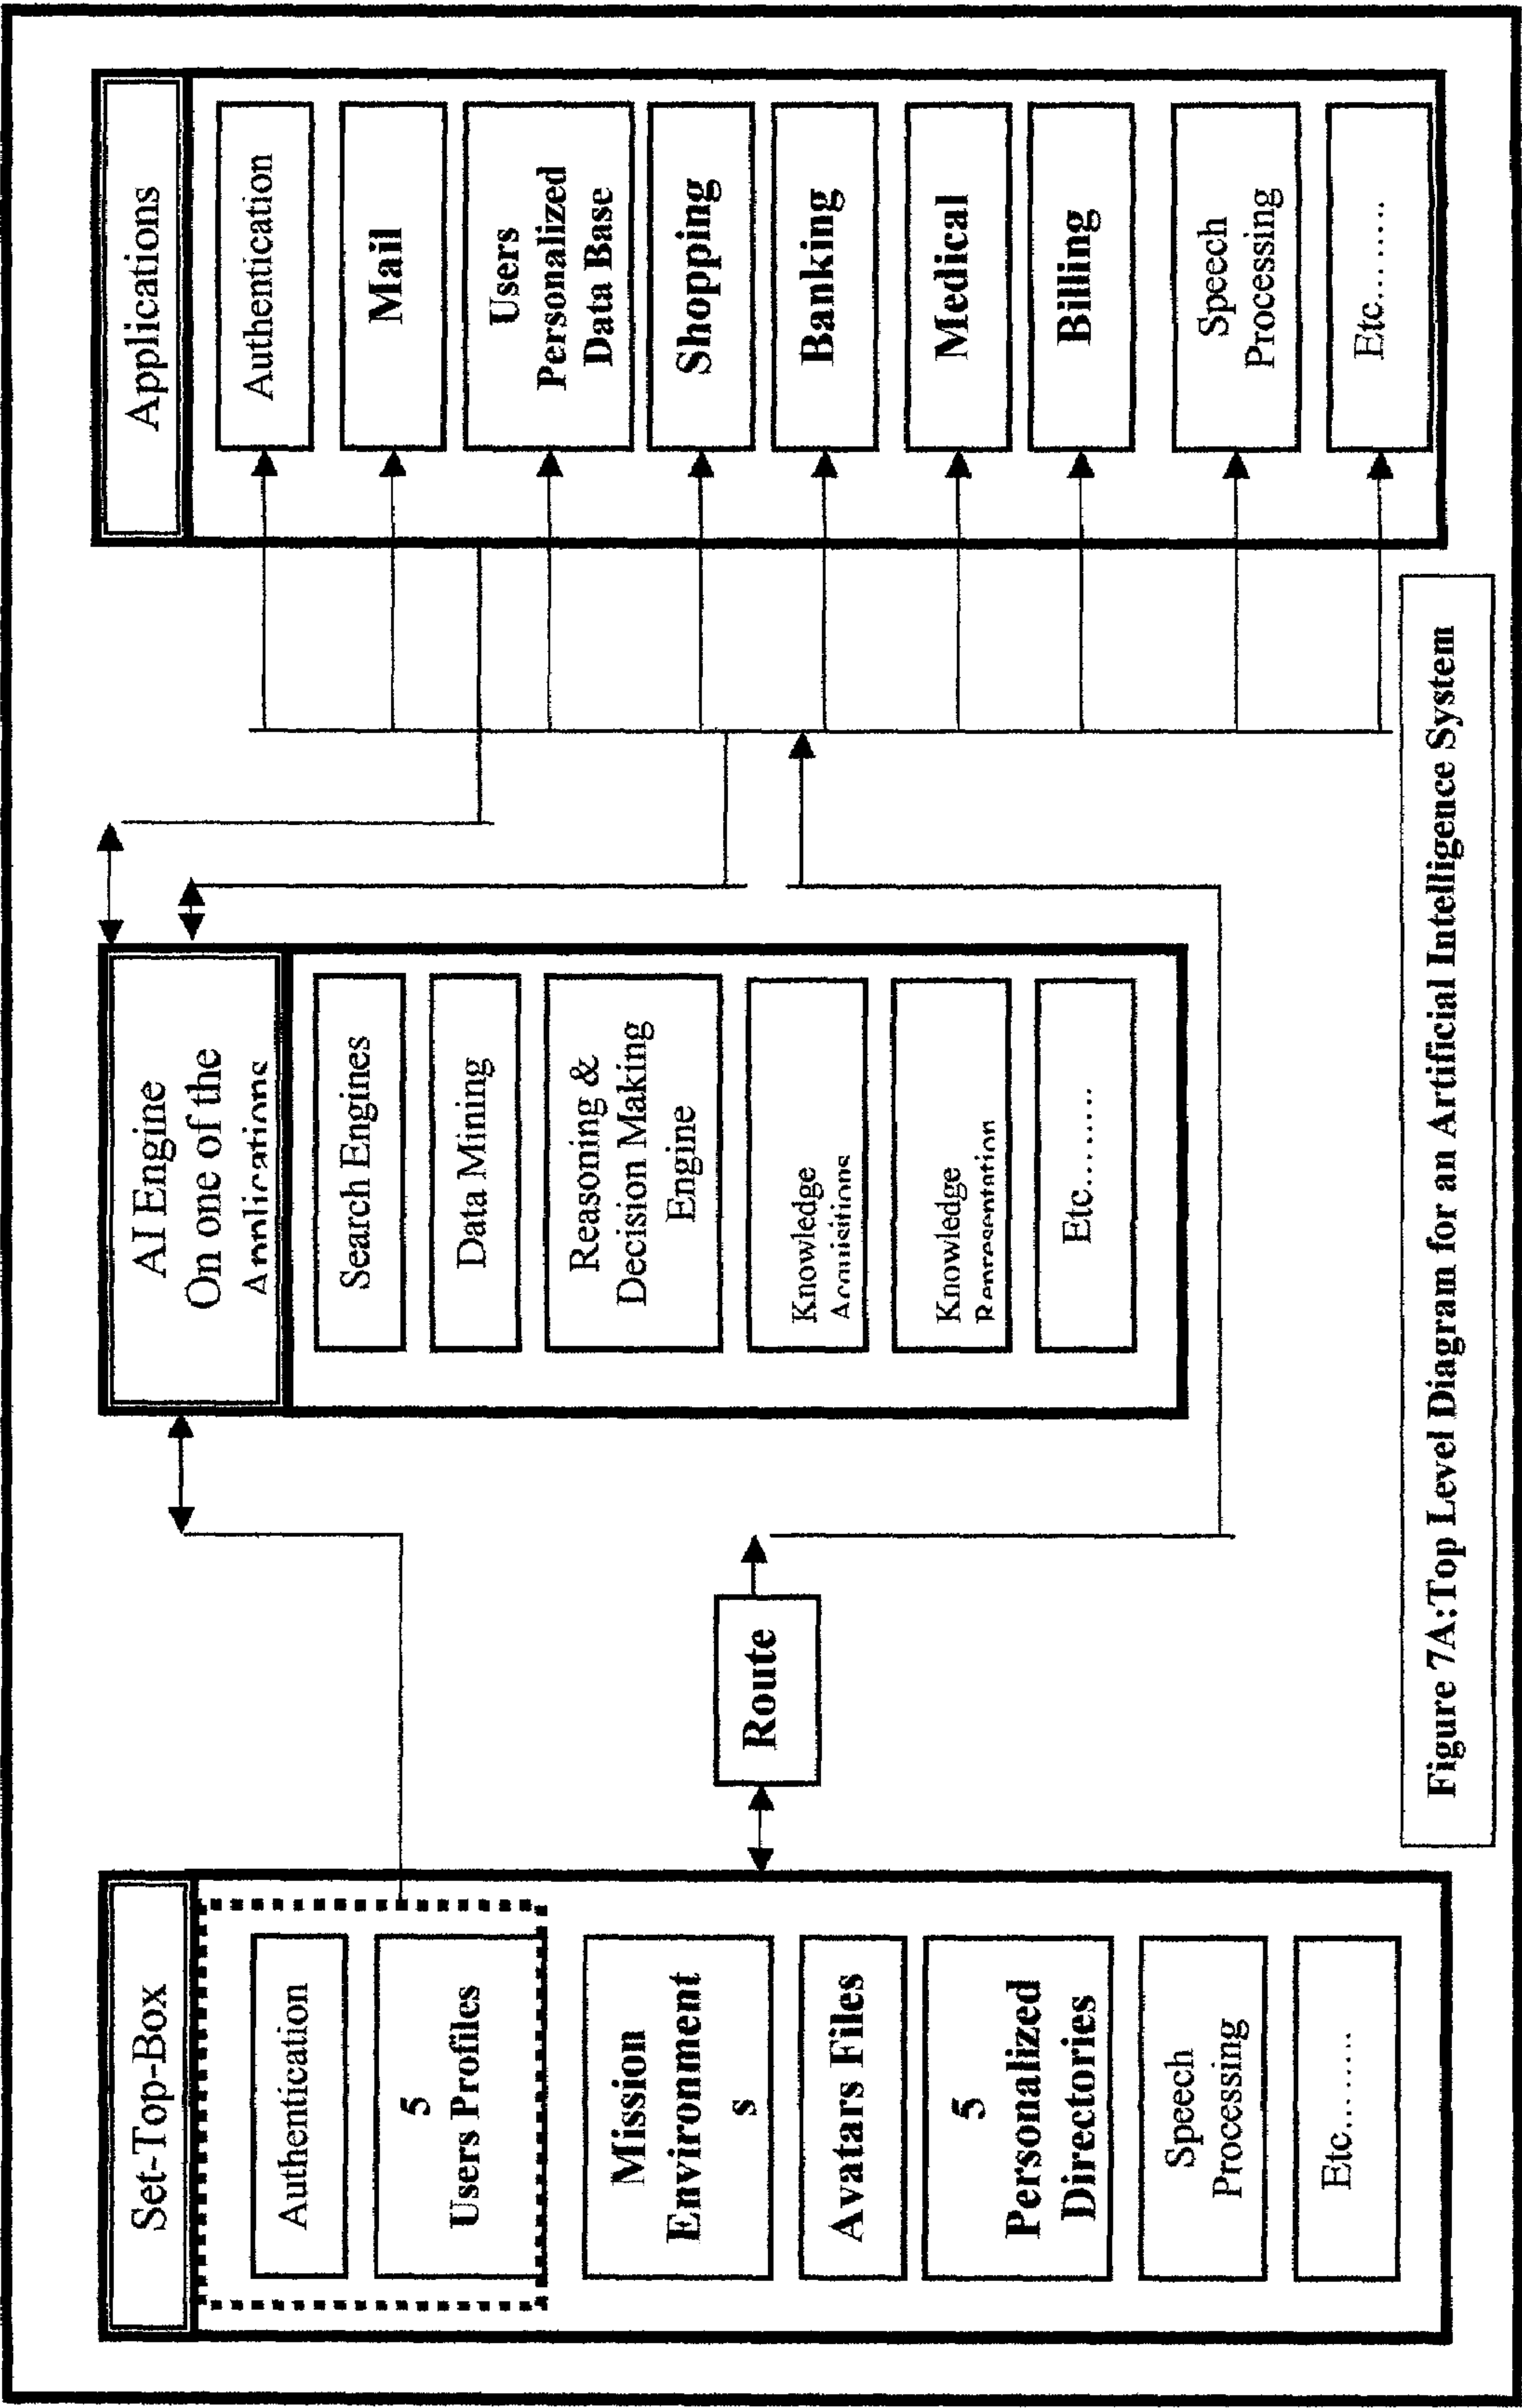 Set-Top-Box
Authentication
5
Users Profiles
Mission
Environment
s
Avatars Files
5
Personalized
Directories
Speech
Processing
Etc........
Route
AI Engine
On one of the
Applications
Search Engines
Data Mining
Reasoning &
Decision Making
Engine
Knowledge
Acquisitions
Knowledge
Representation
Etc........
Applications
Authentication
Mail
Users
Personalized
Data Base
Shopping
Banking
Medical
Billing
Speech
Processing
Etc........
Figure 7A:Top Level Diagram for an Artificial Intelligence System